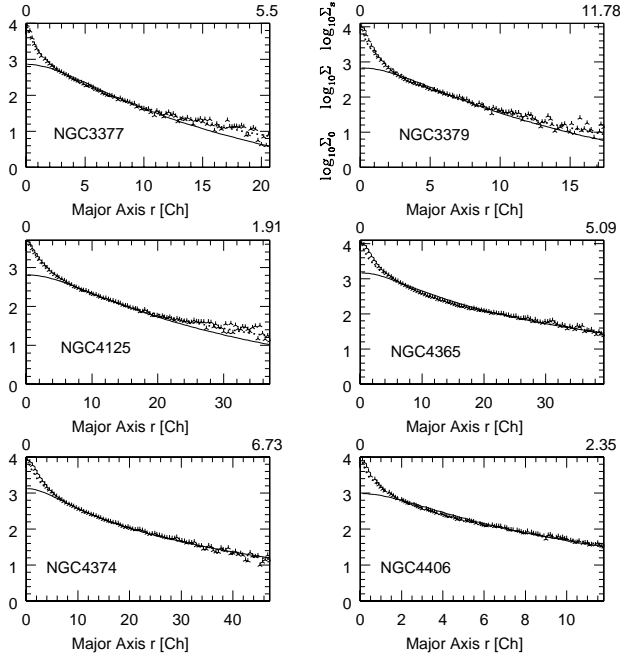 0 5.5
4
3
2
1
0
NGC3377
0 5 10 15 20
Major Axis r [Ch]
0 11.78
log₁₀Σ₀ log₁₀Σ log₁₀Σₛ
4
3
2
1
0
NGC3379
0 5 10 15
Major Axis r [Ch]
0 1.91
3
2
1
0
NGC4125
0 10 20 30
Major Axis r [Ch]
0 5.09
4
3
2
1
0
NGC4365
0 10 20 30
Major Axis r [Ch]
0 6.73
4
3
2
1
0
NGC4374
0 10 20 30 40
Major Axis r [Ch]
0 2.35
4
3
2
1
0
NGC4406
0 2 4 6 8 10
Major Axis r [Ch]